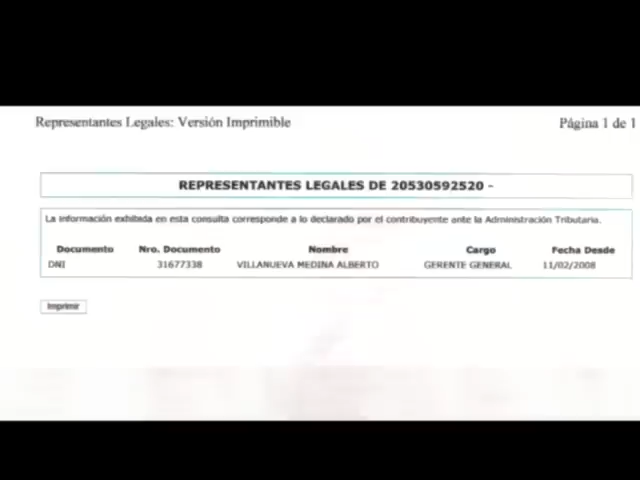 Representantes Legales: Versión Imprimible Página 1 de 1
REPRESENTANTES LEGALES DE 20530592520 -
La información exhibida en esta consulta corresponde a lo declarado por el contribuyente ante la Administración Tributaria.
Documento Nro. Documento Nombre Cargo Fecha Desde
DNI 31677338 VILLANUEVA MEDINA ALBERTO GERENTE GENERAL 11/02/2008
Imprimir